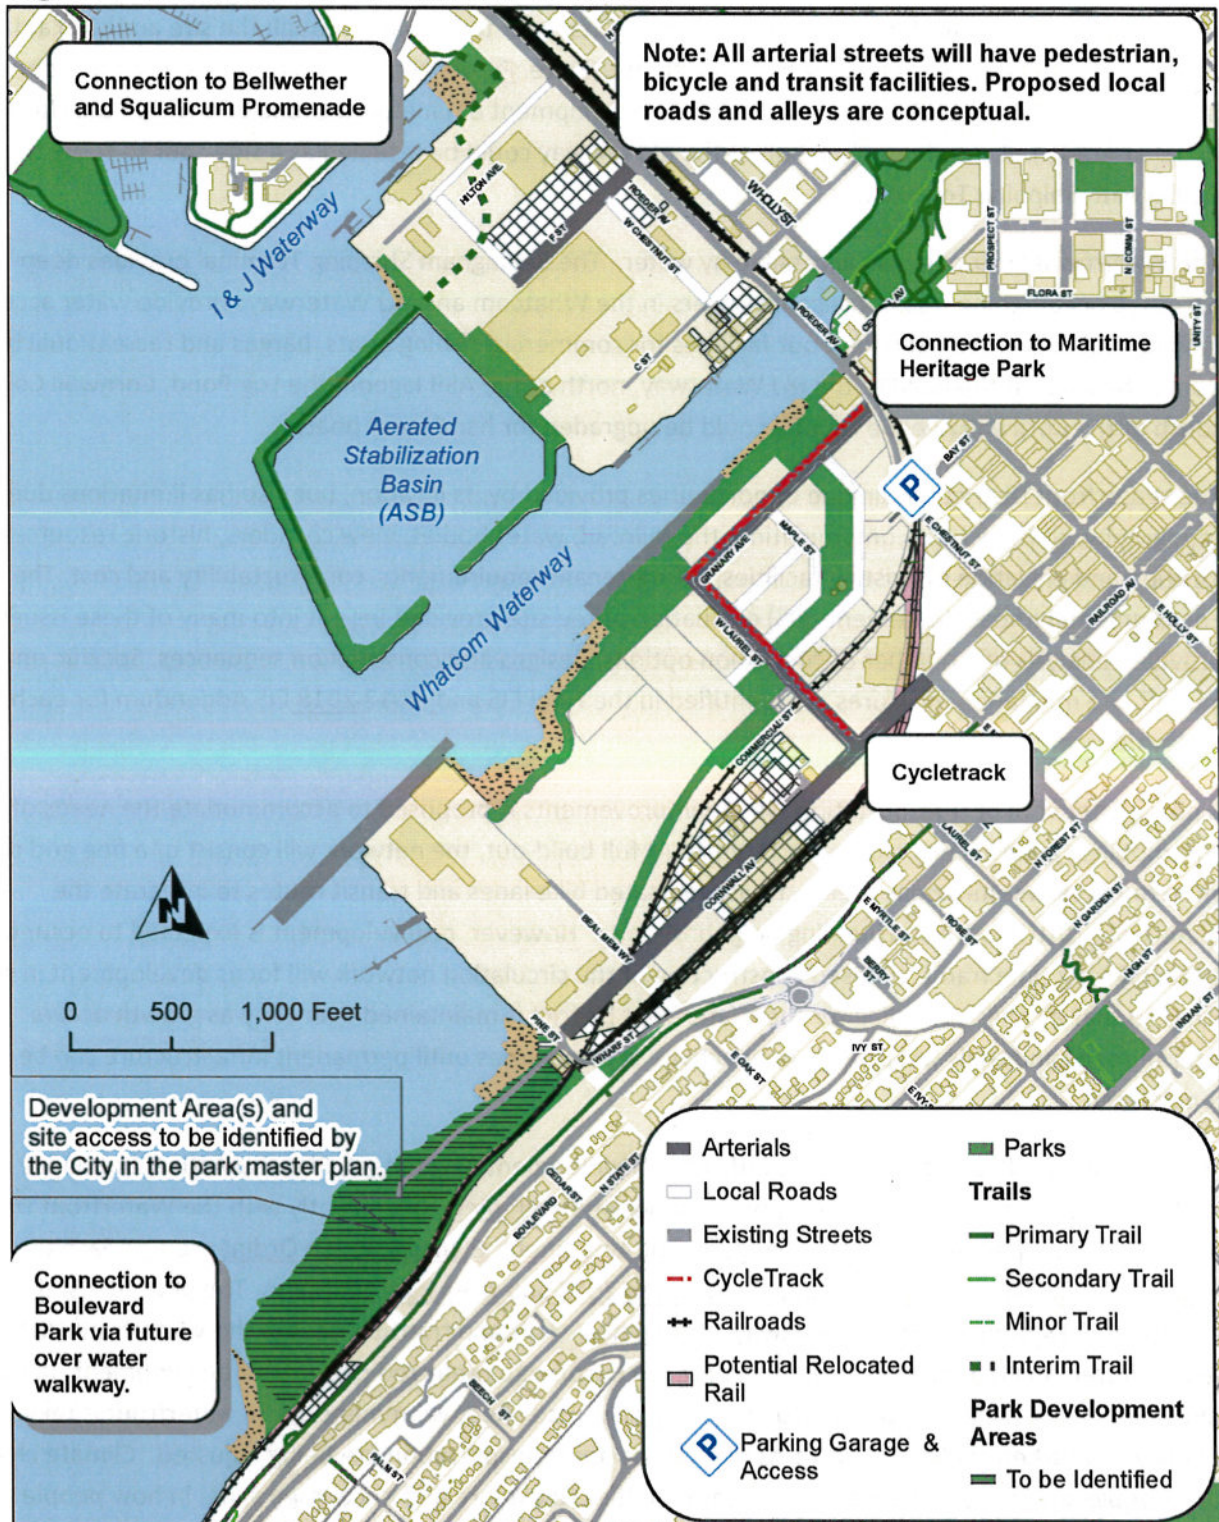 Connection to Bellwether
and Squalicum Promenade
Note: All arterial streets will have pedestrian,
bicycle and transit facilities. Proposed local
roads and alleys are conceptual.
I & J Waterway
HILTON AVE
F ST
ROEDER AV
W CHESTNUT ST
W HOLLY ST
PROSPECT ST
N COMM ST
FLORA ST
UNITY ST
C ST
ROEDER AV
Connection to Maritime
Heritage Park
Aerated
Stabilization
Basin
(ASB)
BAY ST
P
E CHESTNUT ST
MAPLE ST
GRANARY AVE
RAILROAD AV
E HOLLY ST
Whatcom Waterway
W LAUREL ST
COMMERCIAL ST
Cycletrack
LAUREL ST
N FOREST ST
CORNWALL AV
N GARDEN ST
E MYRTLE ST
ROSE ST
HIGH ST
BERRY
ST
INDIAN ST
BEAL MEM WY
N
0 500 1,000 Feet
PINE ST
WHARF ST
IVY ST
E OAK ST
E IVY
Development Area(s) and
site access to be identified by
the City in the park master plan.
CEDAR ST
N STATE ST
BOULEVARD
Connection to
Boulevard
Park via future
over water
walkway.
BEECH ST
PALM ST
Arterials
Local Roads
Existing Streets
CycleTrack
Railroads
Potential Relocated
Rail
P
Parking Garage &
Access
Parks
Trails
Primary Trail
Secondary Trail
Minor Trail
Interim Trail
Park Development
Areas
To be Identified